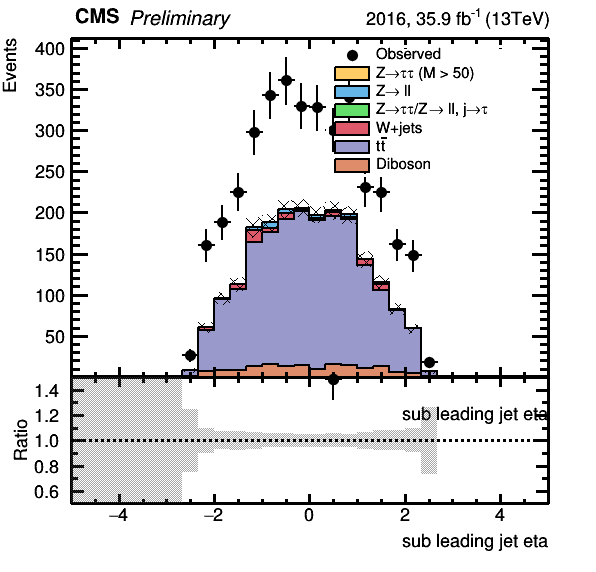 CMS Preliminary 2016, 35.9 fb⁻¹ (13TeV)
Events
400
350
300
250
200
150
100
50
Observed
Z→ττ (M > 50)
Z→ ll
Z→ττ/Z→ ll, j→τ
W+jets
tt̄
Diboson
Ratio
1.4
1.2
1.0
0.8
0.6
sub leading jet eta
−4 −2 0 2 4
sub leading jet eta